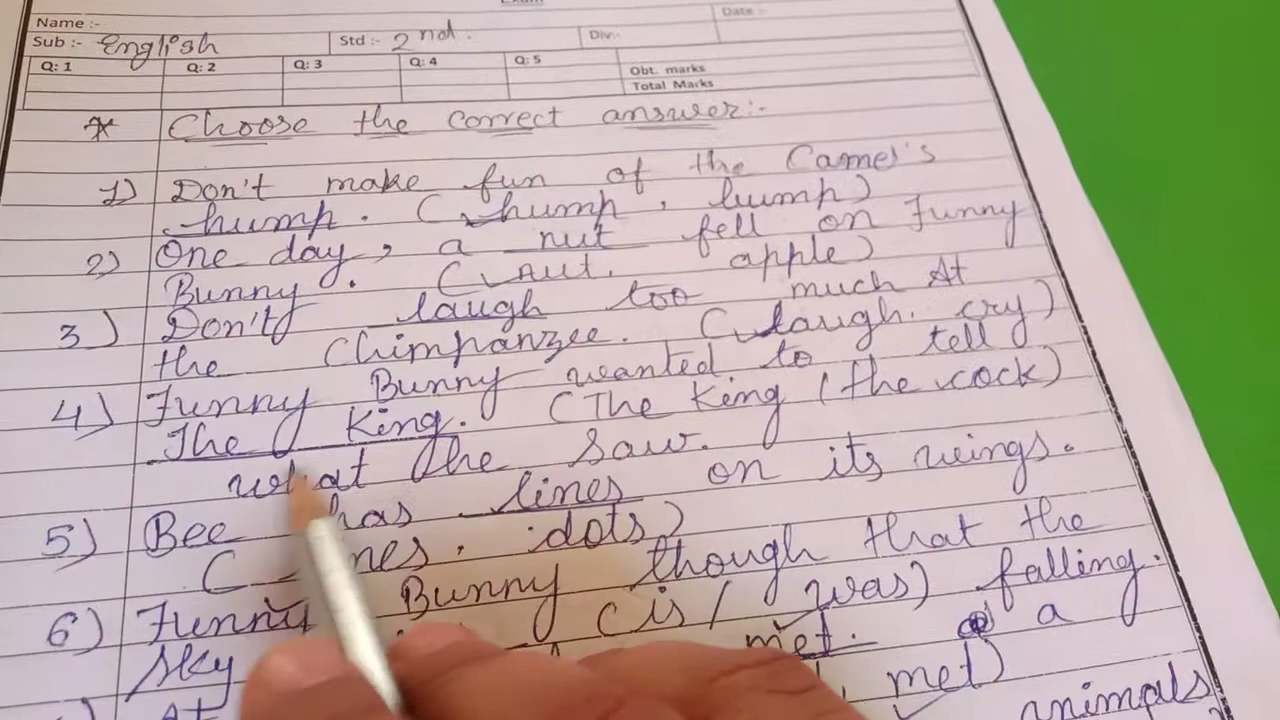 Name :-
Date :-
Sub :- English
Std :- 2nd.
Div:-
Q: 1 Q: 2 Q: 3 Q: 4 Q: 5
Obt. marks
Total Marks
* Choose the correct answer:-
1) Don't make fun of the Camel's
hump. (hump, lump)
2) One day, a nut fell on Funny
Bunny. (nut. apple)
3) Don't laugh too much At
the Chimpanzee. (laugh. cry)
4) Funny Bunny wanted to tell
The King. (The King / the cock)
what the saw.
5) Bee has lines on its wings.
dots)
6) Funny Bunny though that the
Sky (is / was) falling.
At met. a
met)
animals